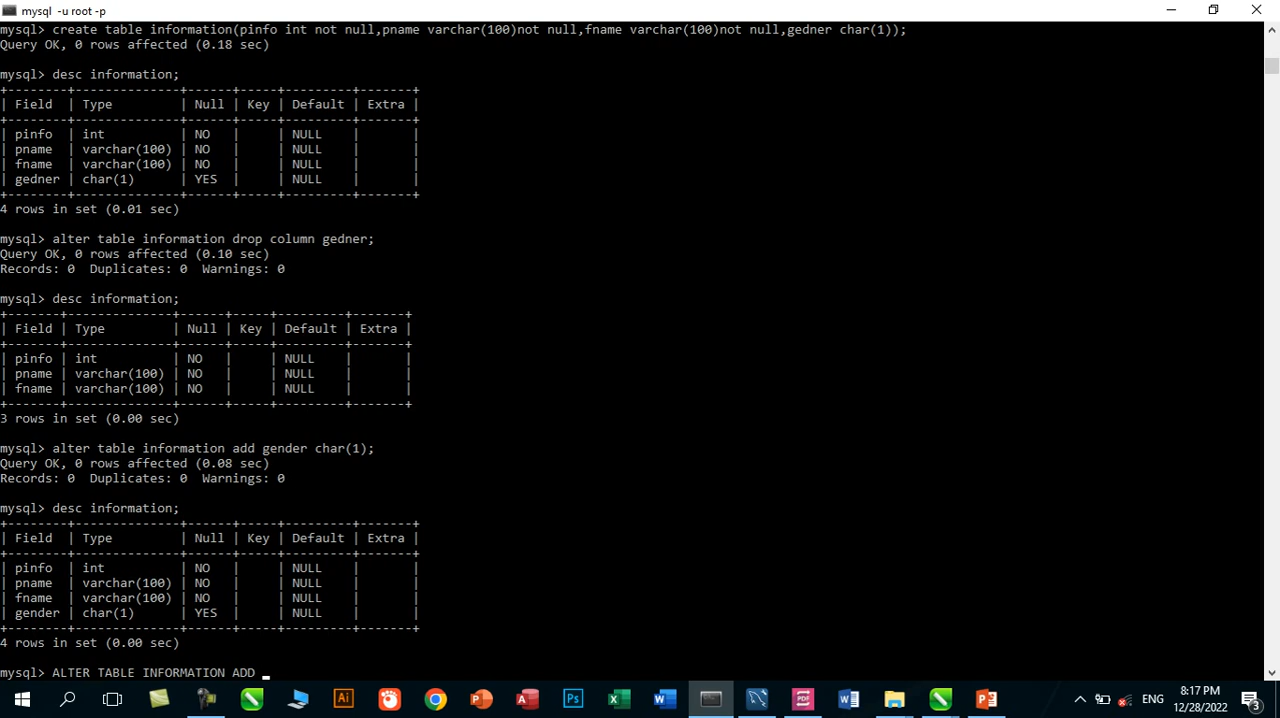 mysql  -u root -p
mysql> create table information(pinfo int not null,pname varchar(100)not null,fname varchar(100)not null,gedner char(1));
Query OK, 0 rows affected (0.18 sec)
mysql> desc information;
+--------+--------------+------+-----+---------+-------+
| Field  | Type         | Null | Key | Default | Extra |
+--------+--------------+------+-----+---------+-------+
| pinfo  | int          | NO   |     | NULL    |       |
| pname  | varchar(100) | NO   |     | NULL    |       |
| fname  | varchar(100) | NO   |     | NULL    |       |
| gedner | char(1)      | YES  |     | NULL    |       |
+--------+--------------+------+-----+---------+-------+
4 rows in set (0.01 sec)
mysql> alter table information drop column gedner;
Query OK, 0 rows affected (0.10 sec)
Records: 0  Duplicates: 0  Warnings: 0
mysql> desc information;
+-------+--------------+------+-----+---------+-------+
| Field | Type         | Null | Key | Default | Extra |
+-------+--------------+------+-----+---------+-------+
| pinfo | int          | NO   |     | NULL    |       |
| pname | varchar(100) | NO   |     | NULL    |       |
| fname | varchar(100) | NO   |     | NULL    |       |
+-------+--------------+------+-----+---------+-------+
3 rows in set (0.00 sec)
mysql> alter table information add gender char(1);
Query OK, 0 rows affected (0.08 sec)
Records: 0  Duplicates: 0  Warnings: 0
mysql> desc information;
+--------+--------------+------+-----+---------+-------+
| Field  | Type         | Null | Key | Default | Extra |
+--------+--------------+------+-----+---------+-------+
| pinfo  | int          | NO   |     | NULL    |       |
| pname  | varchar(100) | NO   |     | NULL    |       |
| fname  | varchar(100) | NO   |     | NULL    |       |
| gender | char(1)      | YES  |     | NULL    |       |
+--------+--------------+------+-----+---------+-------+
4 rows in set (0.00 sec)
mysql> ALTER TABLE INFORMATION ADD _
ENG
8:17 PM
12/28/2022
3